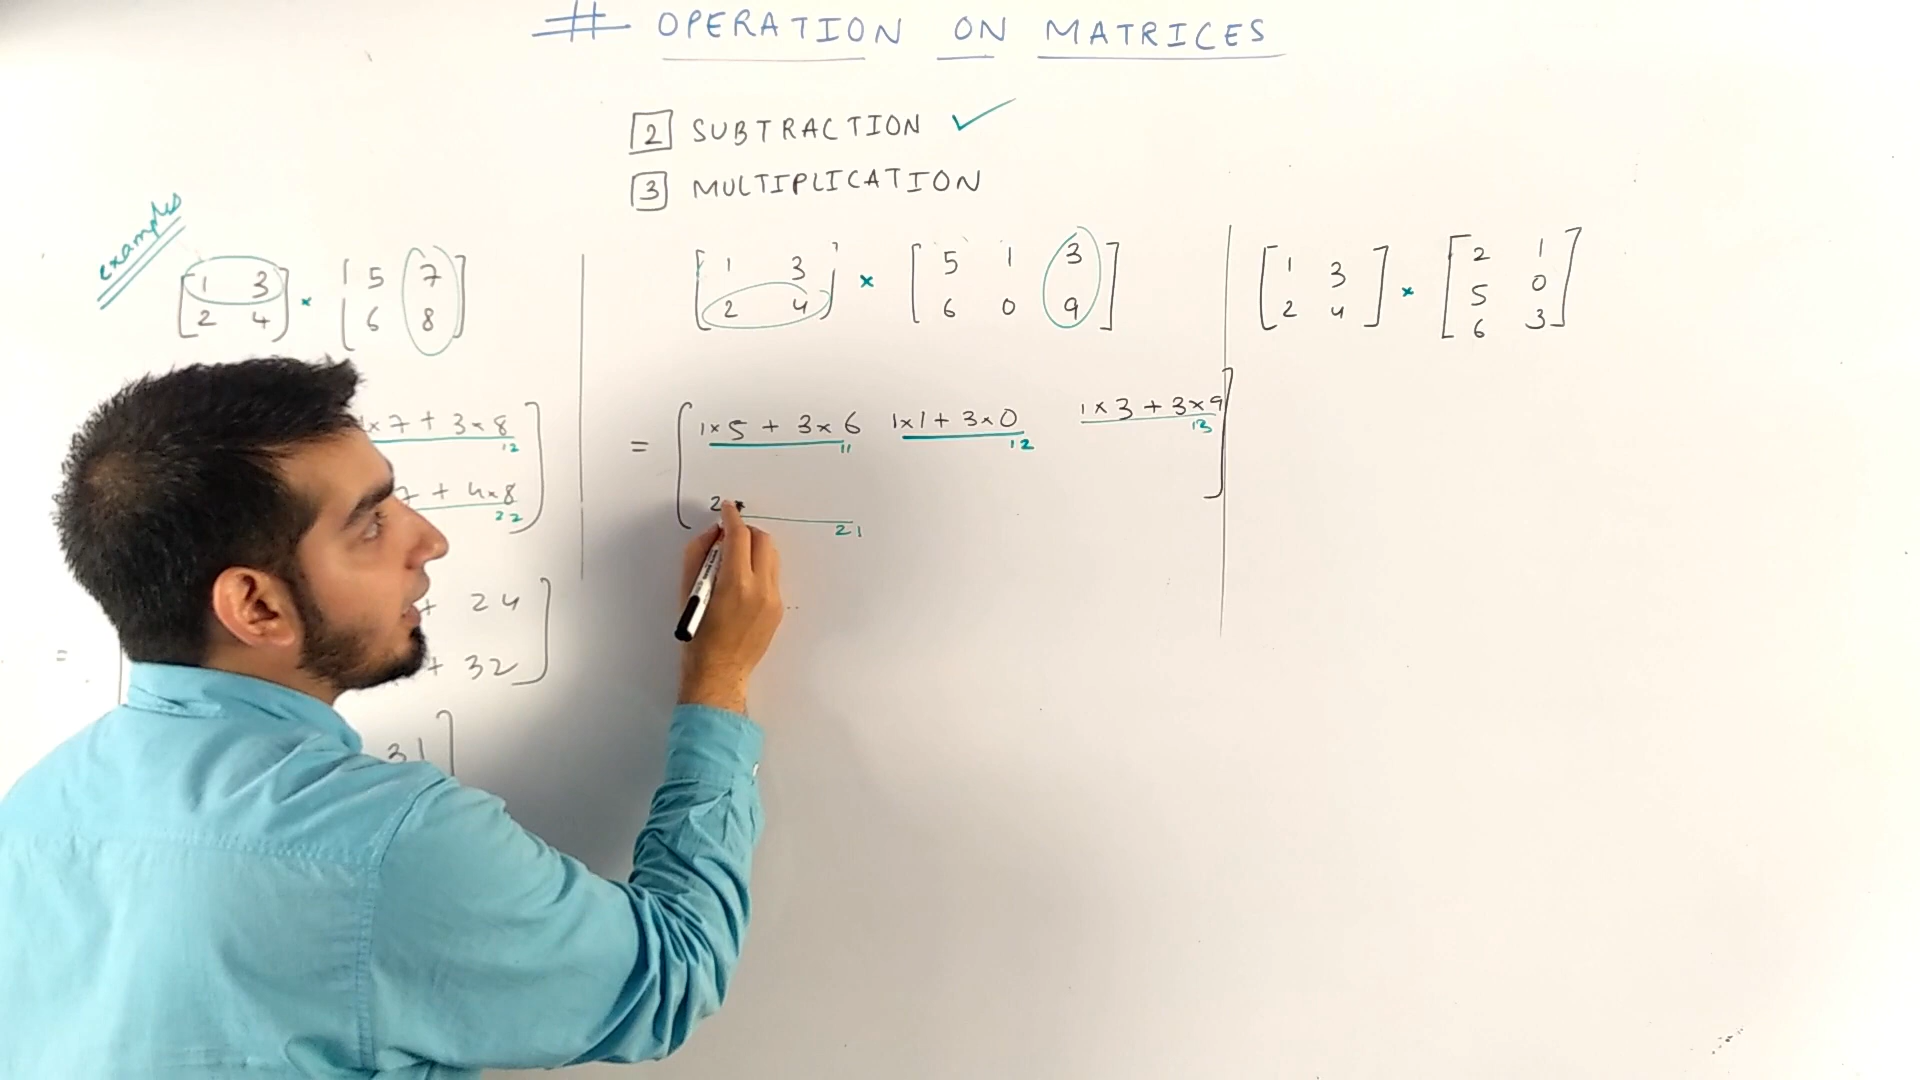 # OPERATION ON MATRICES
2 SUBTRACTION ✓
3 MULTIPLICATION
examples
[1 3] × [5 7]
[2 4] [6 8]
×7 + 3×8
12
7 + 4×8
22
+ 24
= + 32
31
[1 3] × [5 1 3]
[2 4] [6 0 9]
= [1×5 + 3×6 1×1 + 3×0 1×3 + 3×9]
11 12 13
2×
21
[1 3] × [2 1]
[2 4] [5 0]
[6 3]